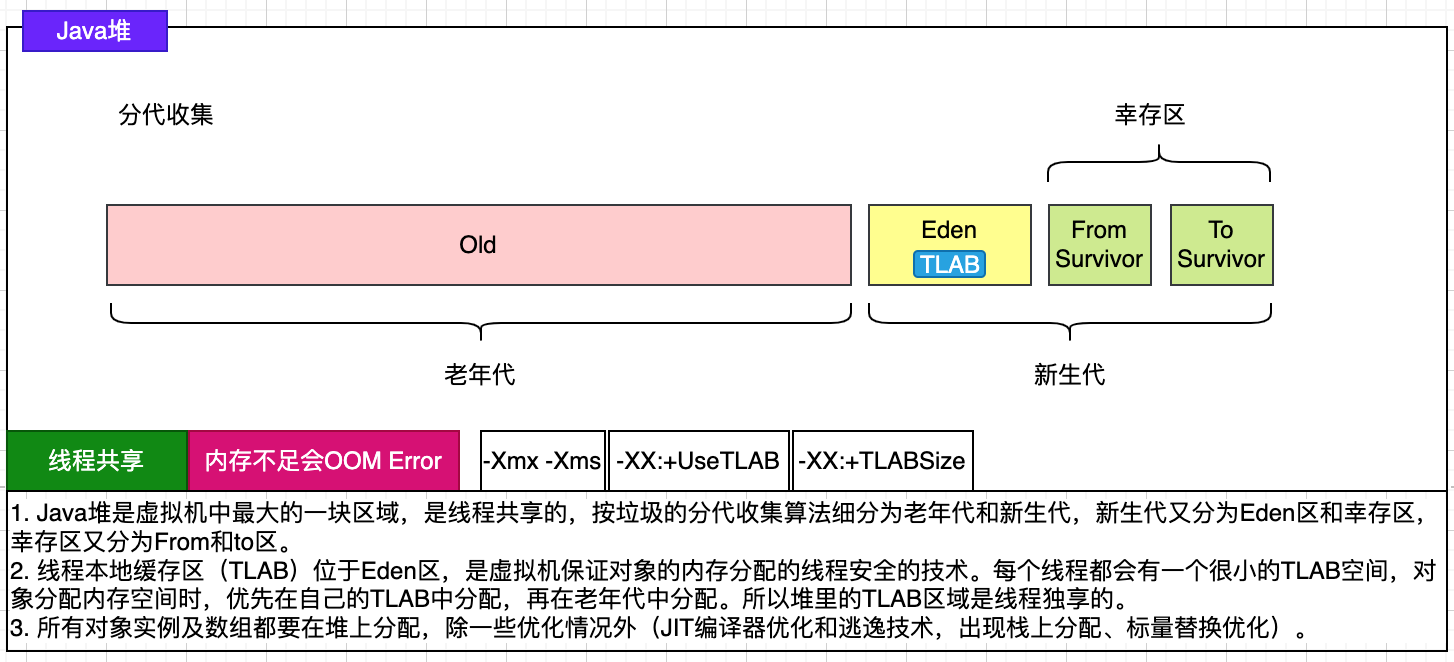 Java堆
分代收集
幸存区
Old
Eden
TLAB
From
Survivor
To
Survivor
老年代
新生代
线程共享
内存不足会OOM Error
-Xmx -Xms
-XX:+UseTLAB
-XX:+TLABSize
1. Java堆是虚拟机中最大的一块区域，是线程共享的，按垃圾的分代收集算法细分为老年代和新生代，新生代又分为Eden区和幸存区，
幸存区又分为From和to区。
2. 线程本地缓存区（TLAB）位于Eden区，是虚拟机保证对象的内存分配的线程安全的技术。每个线程都会有一个很小的TLAB空间，对
象分配内存空间时，优先在自己的TLAB中分配，再在老年代中分配。所以堆里的TLAB区域是线程独享的。
3. 所有对象实例及数组都要在堆上分配，除一些优化情况外（JIT编译器优化和逃逸技术，出现栈上分配、标量替换优化）。